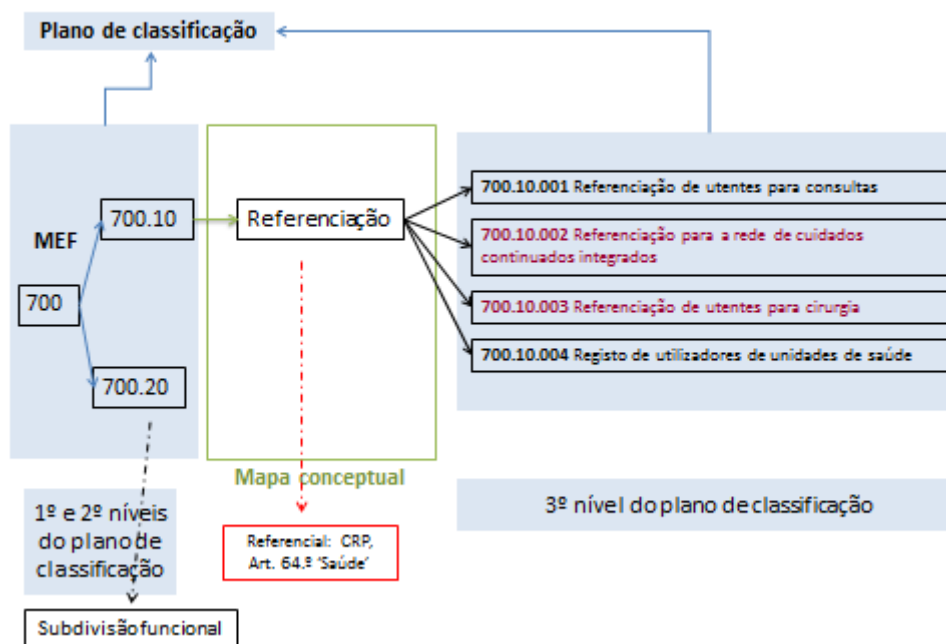 Plano de classificação
MEF
700
700.10
700.20
Referenciação
Mapa conceptual
700.10.001 Referenciação de utentes para consultas
700.10.002 Referenciação para a rede de cuidados
continuados integrados
700.10.003 Referenciação de utentes para cirurgia
700.10.004 Registo de utilizadores de unidades de saúde
1º e 2º níveis
do plano de
classificação
Referencial: CRP,
Art. 64.º ‘Saúde’
3º nível do plano de classificação
Subdivisão funcional